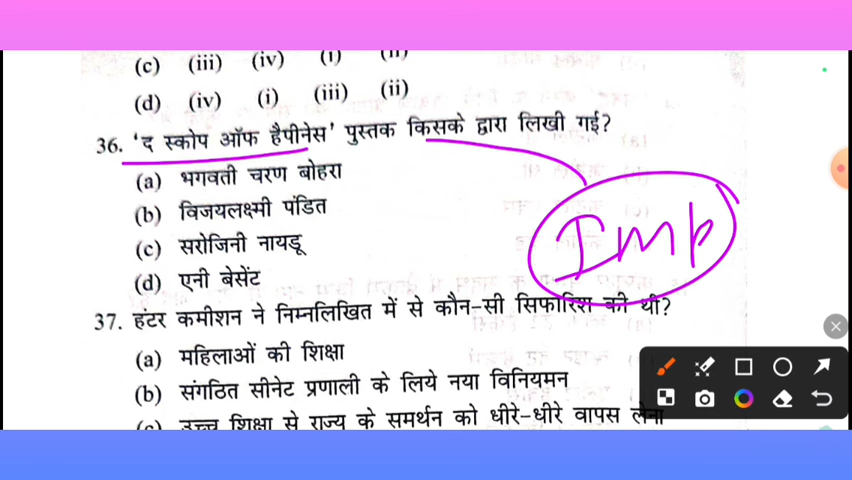 (c) (iii) (iv) (i) (ii)
(d) (iv) (i) (iii) (ii)
36. 'द स्कोप ऑफ हैपीनेस' पुस्तक किसके द्वारा लिखी गई?
(a) भगवती चरण बोहरा
(b) विजयलक्ष्मी पंडित
(c) सरोजिनी नायडू
(d) एनी बेसेंट
Imp
37. हंटर कमीशन ने निम्नलिखित में से कौन-सी सिफारिश की थी?
(a) महिलाओं की शिक्षा
(b) संगठित सीनेट प्रणाली के लिये नया विनियमन
(c) उच्च शिक्षा से राज्य के समर्थन को धीरे-धीरे वापस लेना